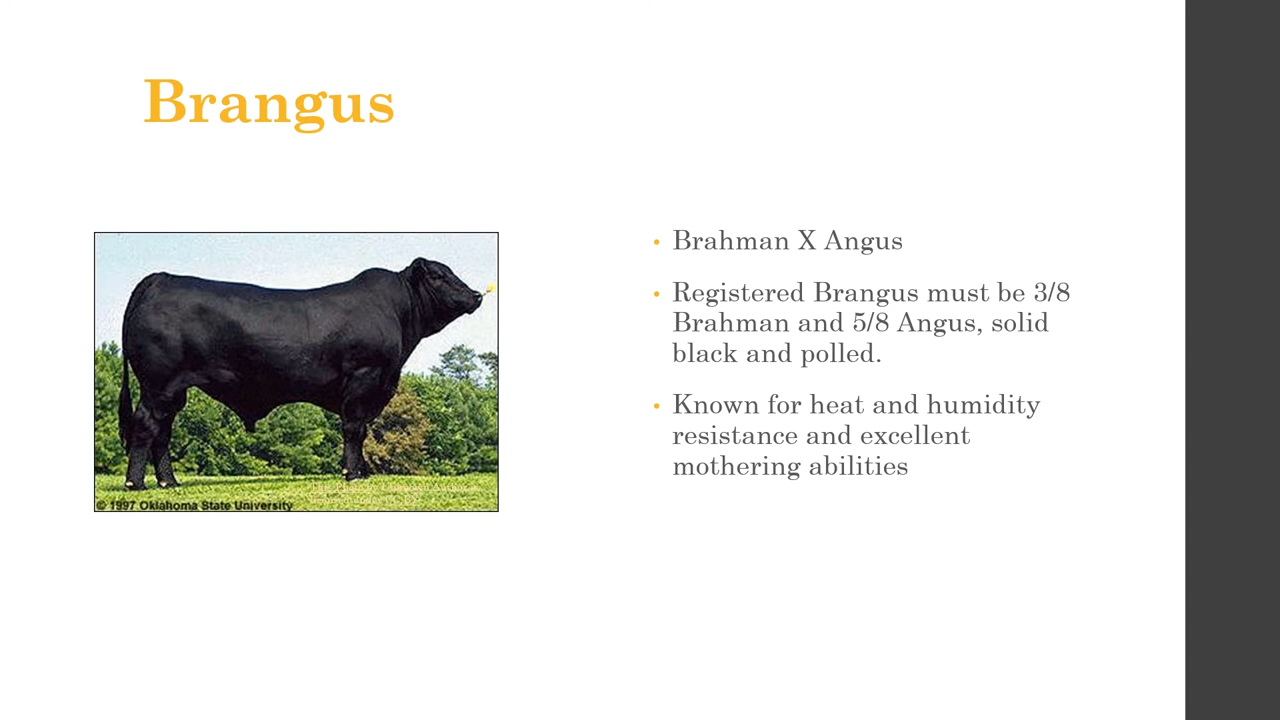 Brangus
• Brahman X Angus
• Registered Brangus must be 3/8
Brahman and 5/8 Angus, solid
black and polled.
• Known for heat and humidity
resistance and excellent
mothering abilities
© 1997 Oklahoma State University